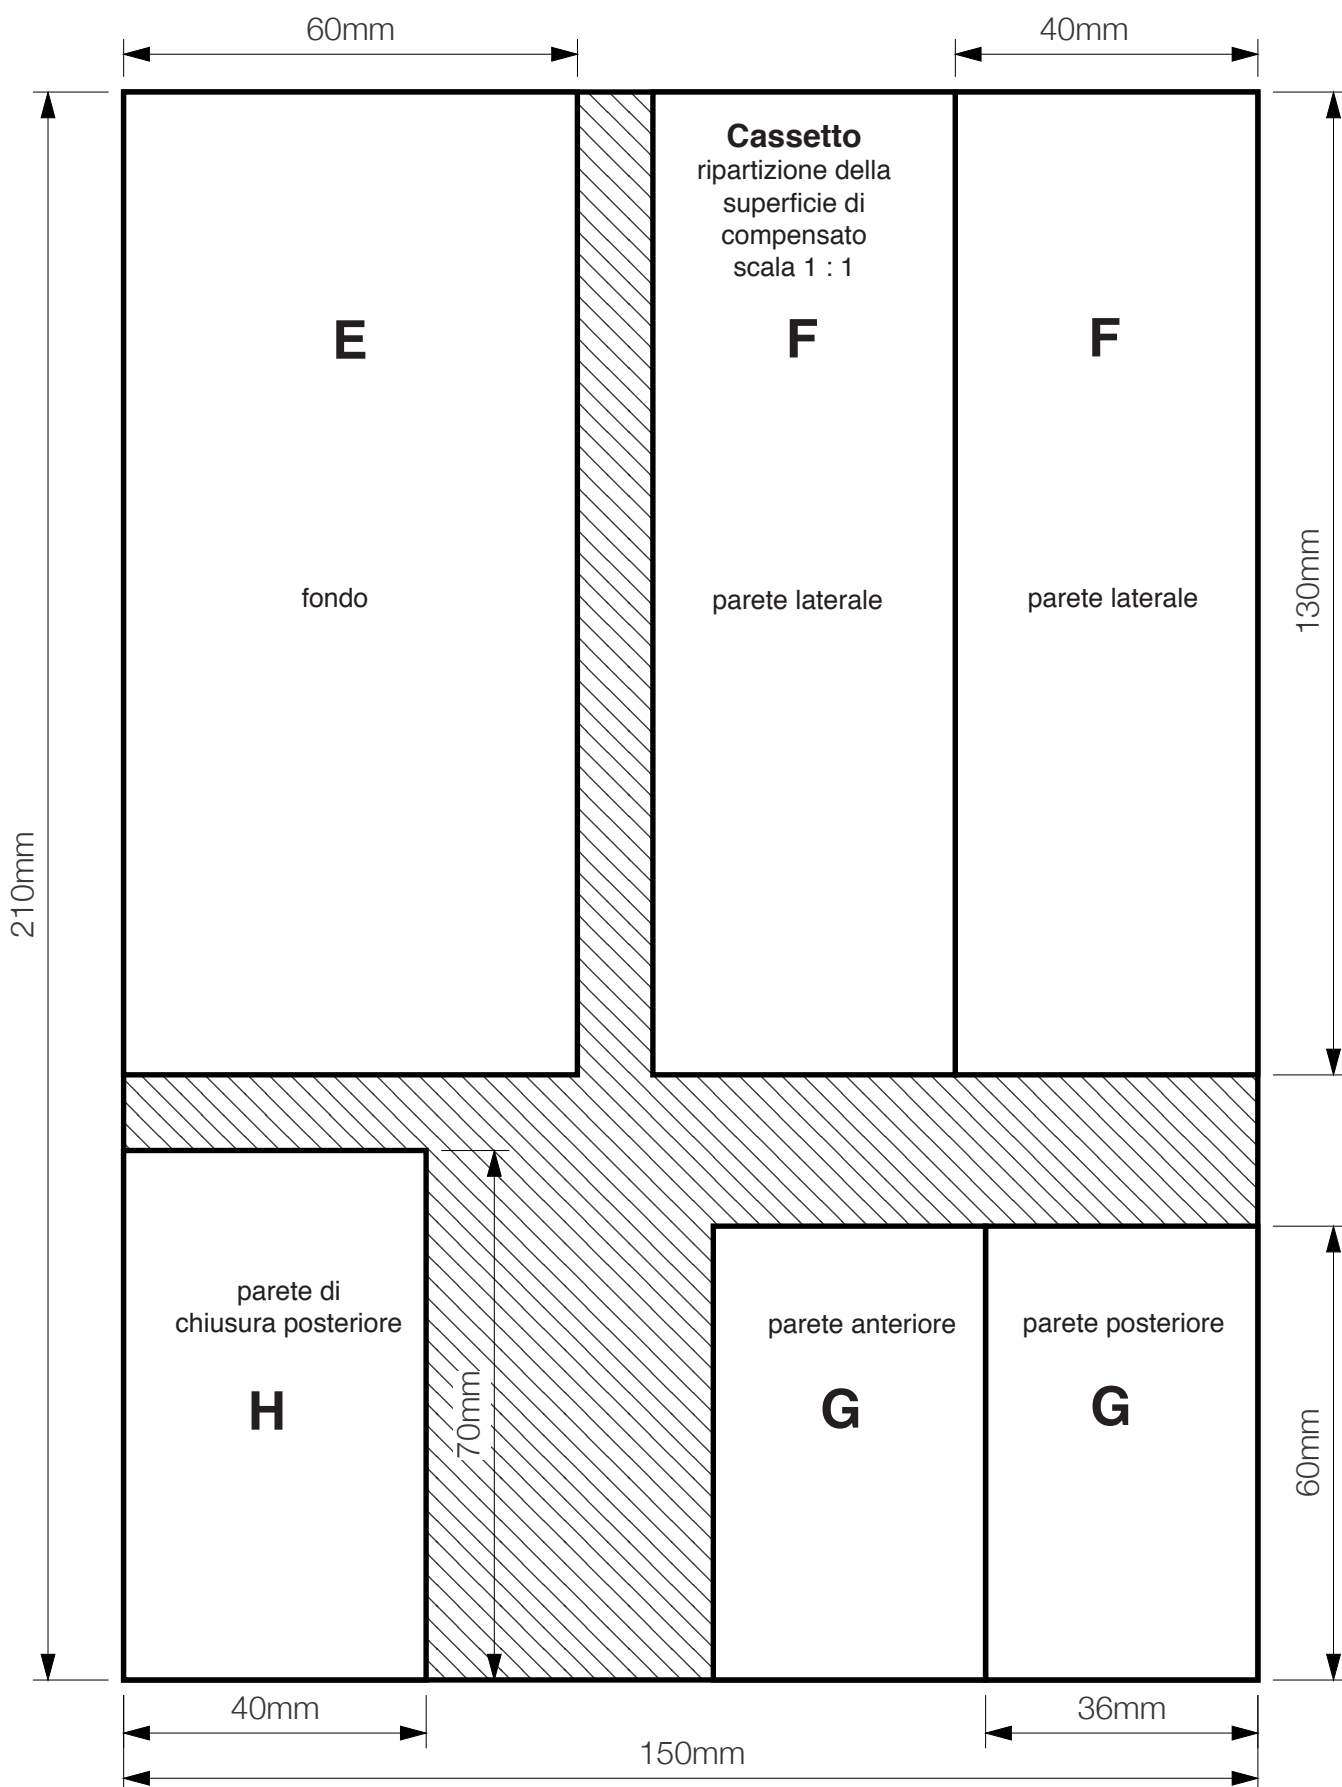 60mm
40mm
Cassetto
ripartizione della
superficie di
compensato
scala 1 : 1
E
F
F
fondo
parete laterale
parete laterale
130mm
210mm
parete di
chiusura posteriore
H
70mm
parete anteriore
G
parete posteriore
G
60mm
40mm
36mm
150mm